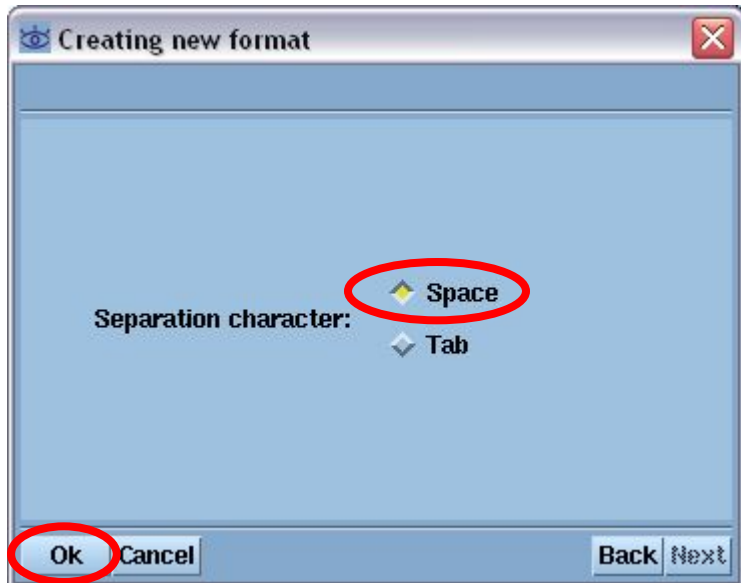 Creating new format
Space
Separation character:
Tab
Ok Cancel Back Next